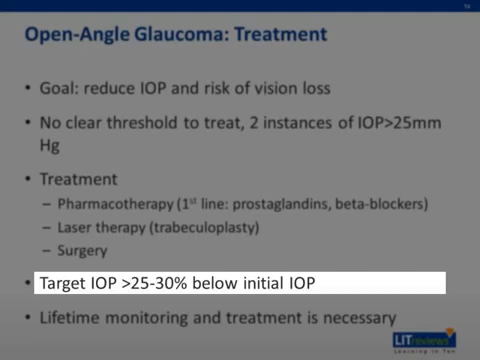 14
Open-Angle Glaucoma: Treatment
• Goal: reduce IOP and risk of vision loss
• No clear threshold to treat, 2 instances of IOP>25mm
Hg
• Treatment
– Pharmacotherapy (1st line: prostaglandins, beta-blockers)
– Laser therapy (trabeculoplasty)
– Surgery
• Target IOP >25-30% below initial IOP
• Lifetime monitoring and treatment is necessary
LITreviews
Learning in Ten